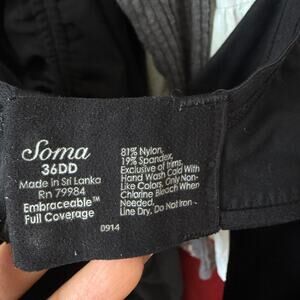 Soma
36DD
Made in Sri Lanka
Rn 79984
Embraceable™
Full Coverage
81% Nylon,
19% Spandex,
Exclusive of trims.
Hand Wash Cold With
Like Colors. Only Non-
Chlorine Bleach When
Needed.
Line Dry, Do Not Iron
0914